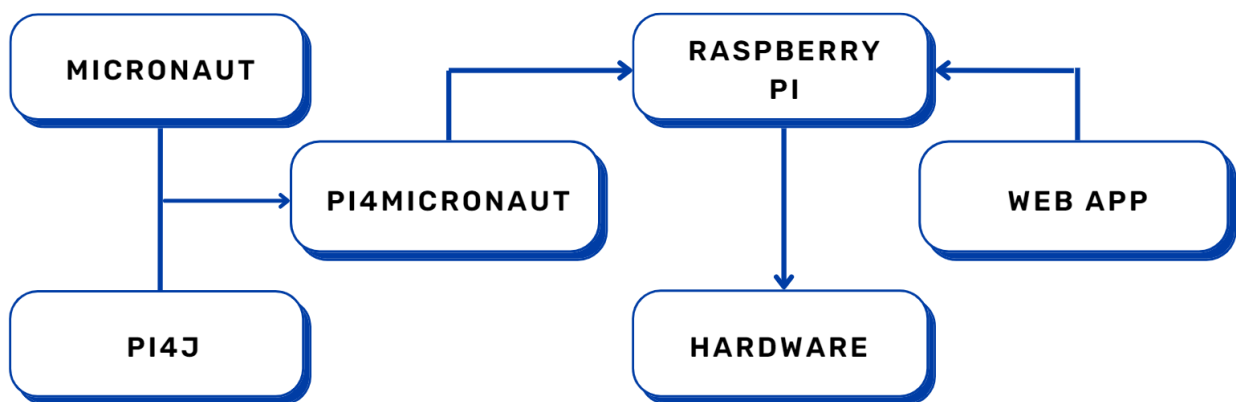 MICRONAUT
RASPBERRY
PI
PI4MICRONAUT
WEB APP
PI4J
HARDWARE